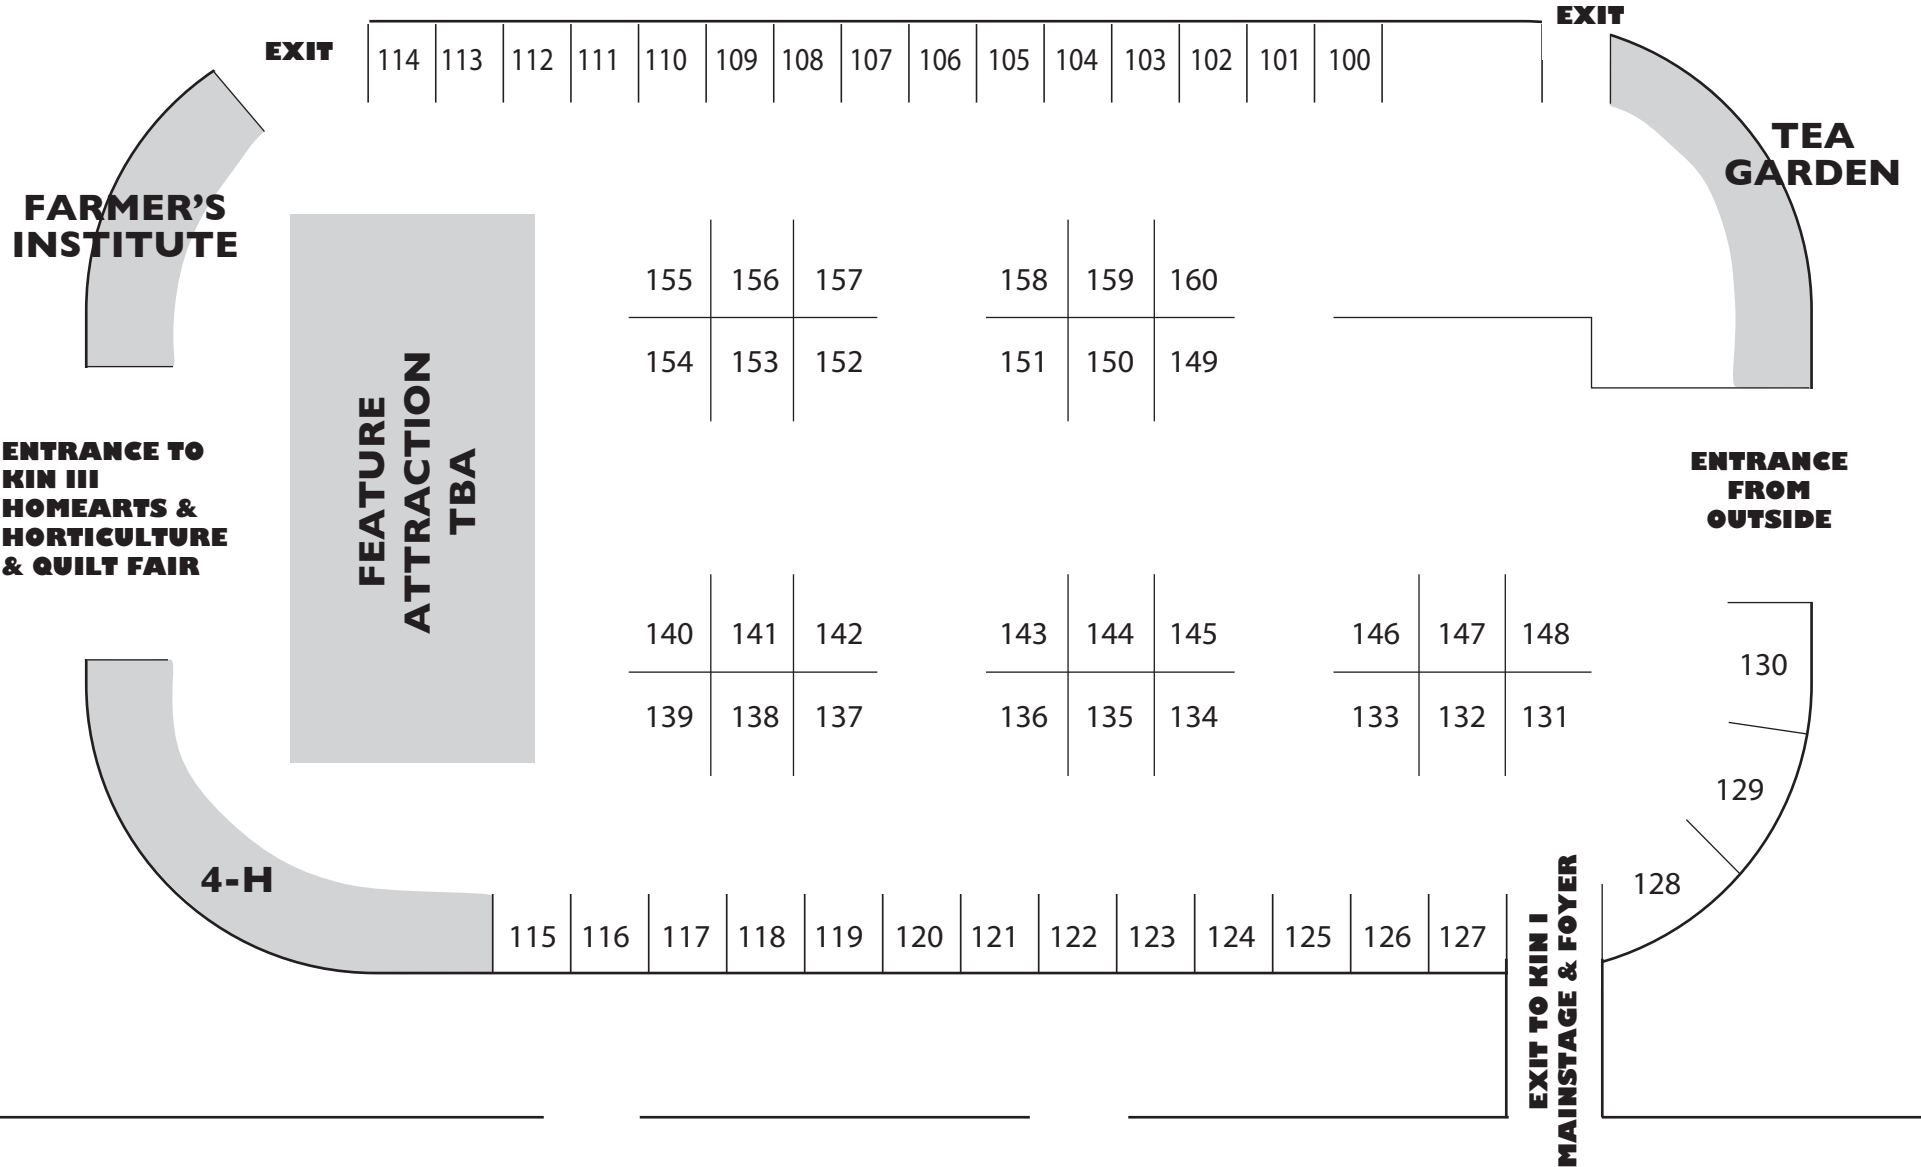 EXIT
EXIT
114 113 112 111 110 109 108 107 106 105 104 103 102 101 100
TEA
GARDEN
FARMER’S
INSTITUTE
155 156 157 158 159 160
154 153 152 151 150 149
FEATURE
ATTRACTION
TBA
ENTRANCE TO
KIN III
HOMEARTS &
HORTICULTURE
& QUILT FAIR
ENTRANCE
FROM
OUTSIDE
140 141 142 143 144 145 146 147 148
139 138 137 136 135 134 133 132 131
130
129
128
4-H
115 116 117 118 119 120 121 122 123 124 125 126 127
EXIT TO KIN I
MAINSTAGE & FOYER